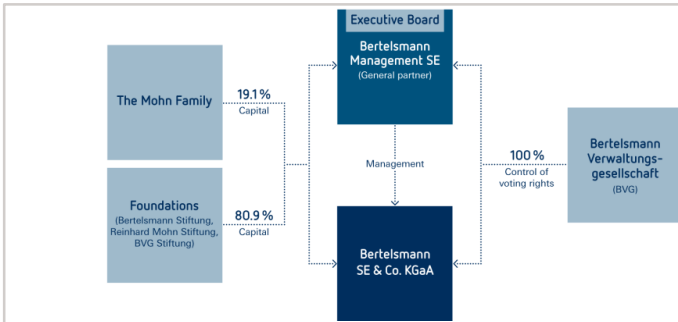 Executive Board
Bertelsmann
Management SE
(General partner)
The Mohn Family
19.1 %
Capital
Management
100 %
Control of
voting rights
Bertelsmann
Verwaltungs-
gesellschaft
(BVG)
Foundations
(Bertelsmann Stiftung,
Reinhard Mohn Stiftung,
BVG Stiftung)
80.9 %
Capital
Bertelsmann
SE & Co. KGaA